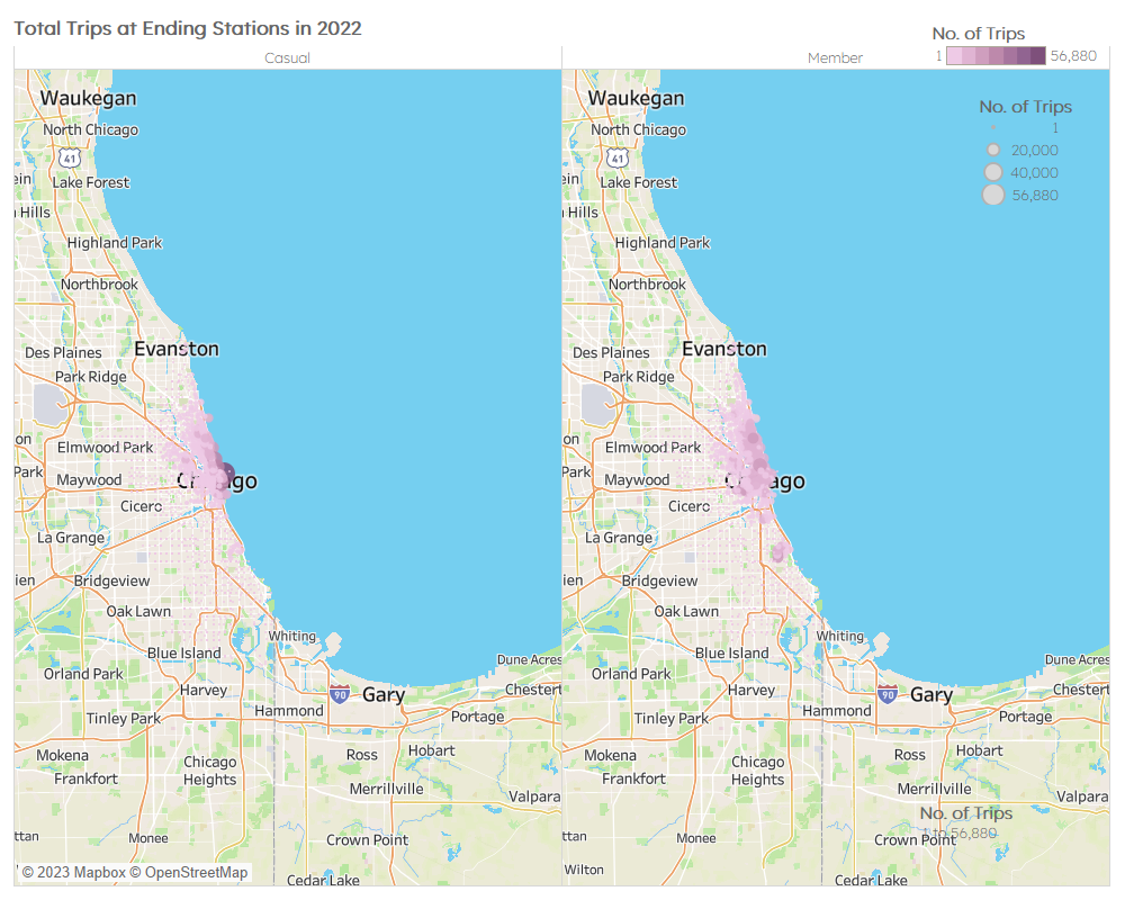 Total Trips at Ending Stations in 2022
No. of Trips
1 56,880
Casual
Member
Waukegan
North Chicago
41
Lake Forest
ein
n Hills
Highland Park
Northbrook
Evanston
Des Plaines
Park Ridge
on
Elmwood Park
Park
Maywood
Cicero
La Grange
ien
Bridgeview
Oak Lawn
Whiting
Blue Island
Dune Acres
Orland Park
Harvey
90
Gary
Chestert
Hammond
Tinley Park
Portage
Mokena
Ross
Hobart
Chicago
Heights
Frankfort
Merrillville
Valpara
ttan
Monee
Crown Point
© 2023 Mapbox © OpenStreetMap
Cedar Lake
Waukegan
North Chicago
41
Lake Forest
ein
n Hills
Highland Park
Northbrook
Evanston
Des Plaines
Park Ridge
on
Elmwood Park
Park
Maywood
Cicero
La Grange
ien
Bridgeview
Oak Lawn
Whiting
Blue Island
Dune Acres
Orland Park
Harvey
90
Gary
Chestert
Hammond
Tinley Park
Portage
Mokena
Ross
Hobart
Chicago
Heights
Frankfort
Merrillville
Valpara
ttan
Monee
Crown Point
Wilton
Cedar Lake
No. of Trips
1
20,000
40,000
56,880
No. of Trips
1 to 56,880